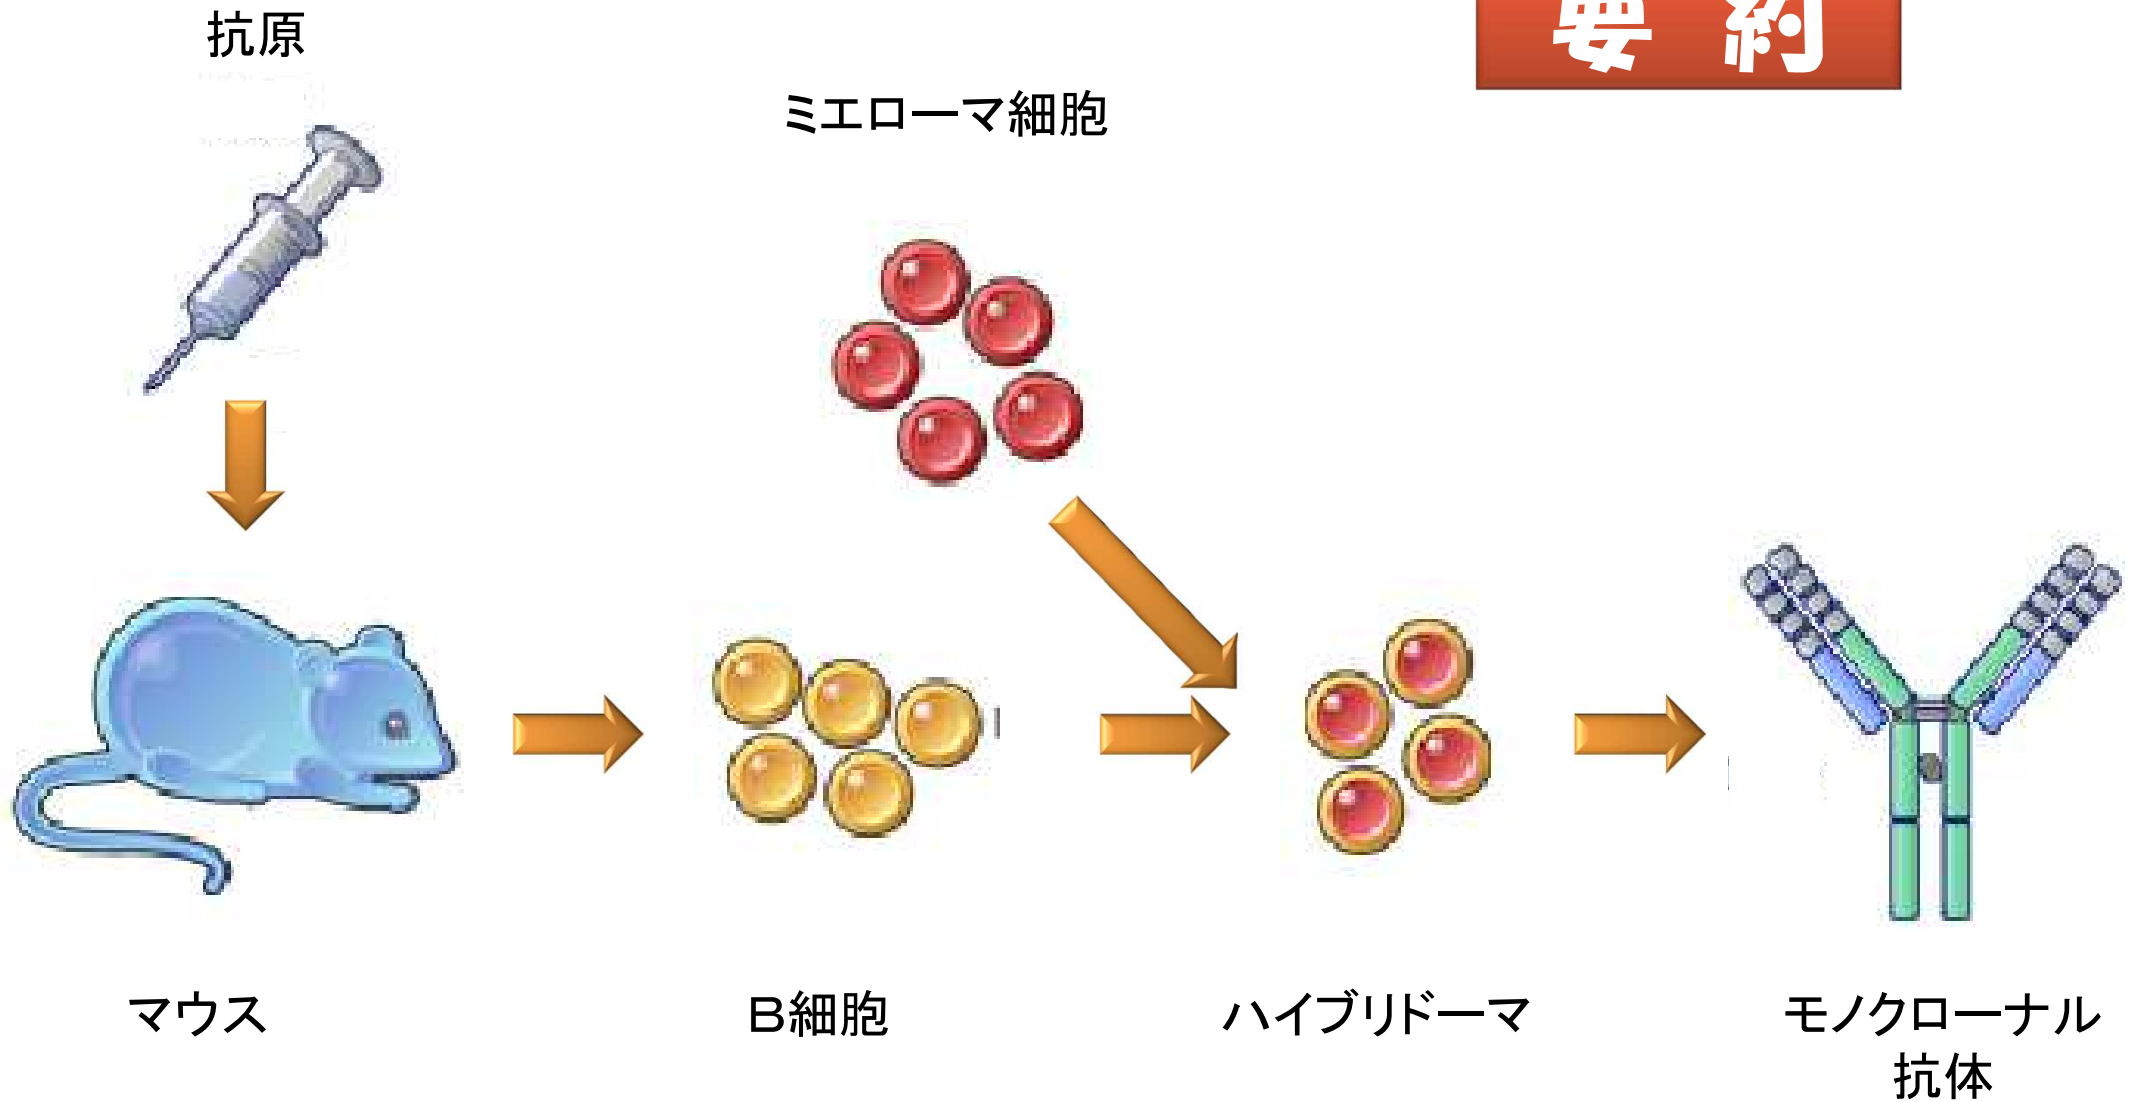 抗原
要約
ミエローマ細胞
マウス
B細胞
ハイブリドーマ
モノクローナル
抗体